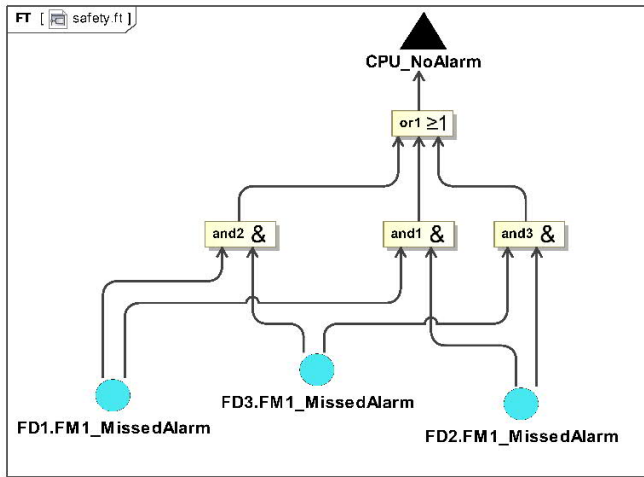 FT [ safety.ft ]
CPU_NoAlarm
or1 ≥1
and2 &
and1 &
and3 &
FD1.FM1_MissedAlarm
FD3.FM1_MissedAlarm
FD2.FM1_MissedAlarm